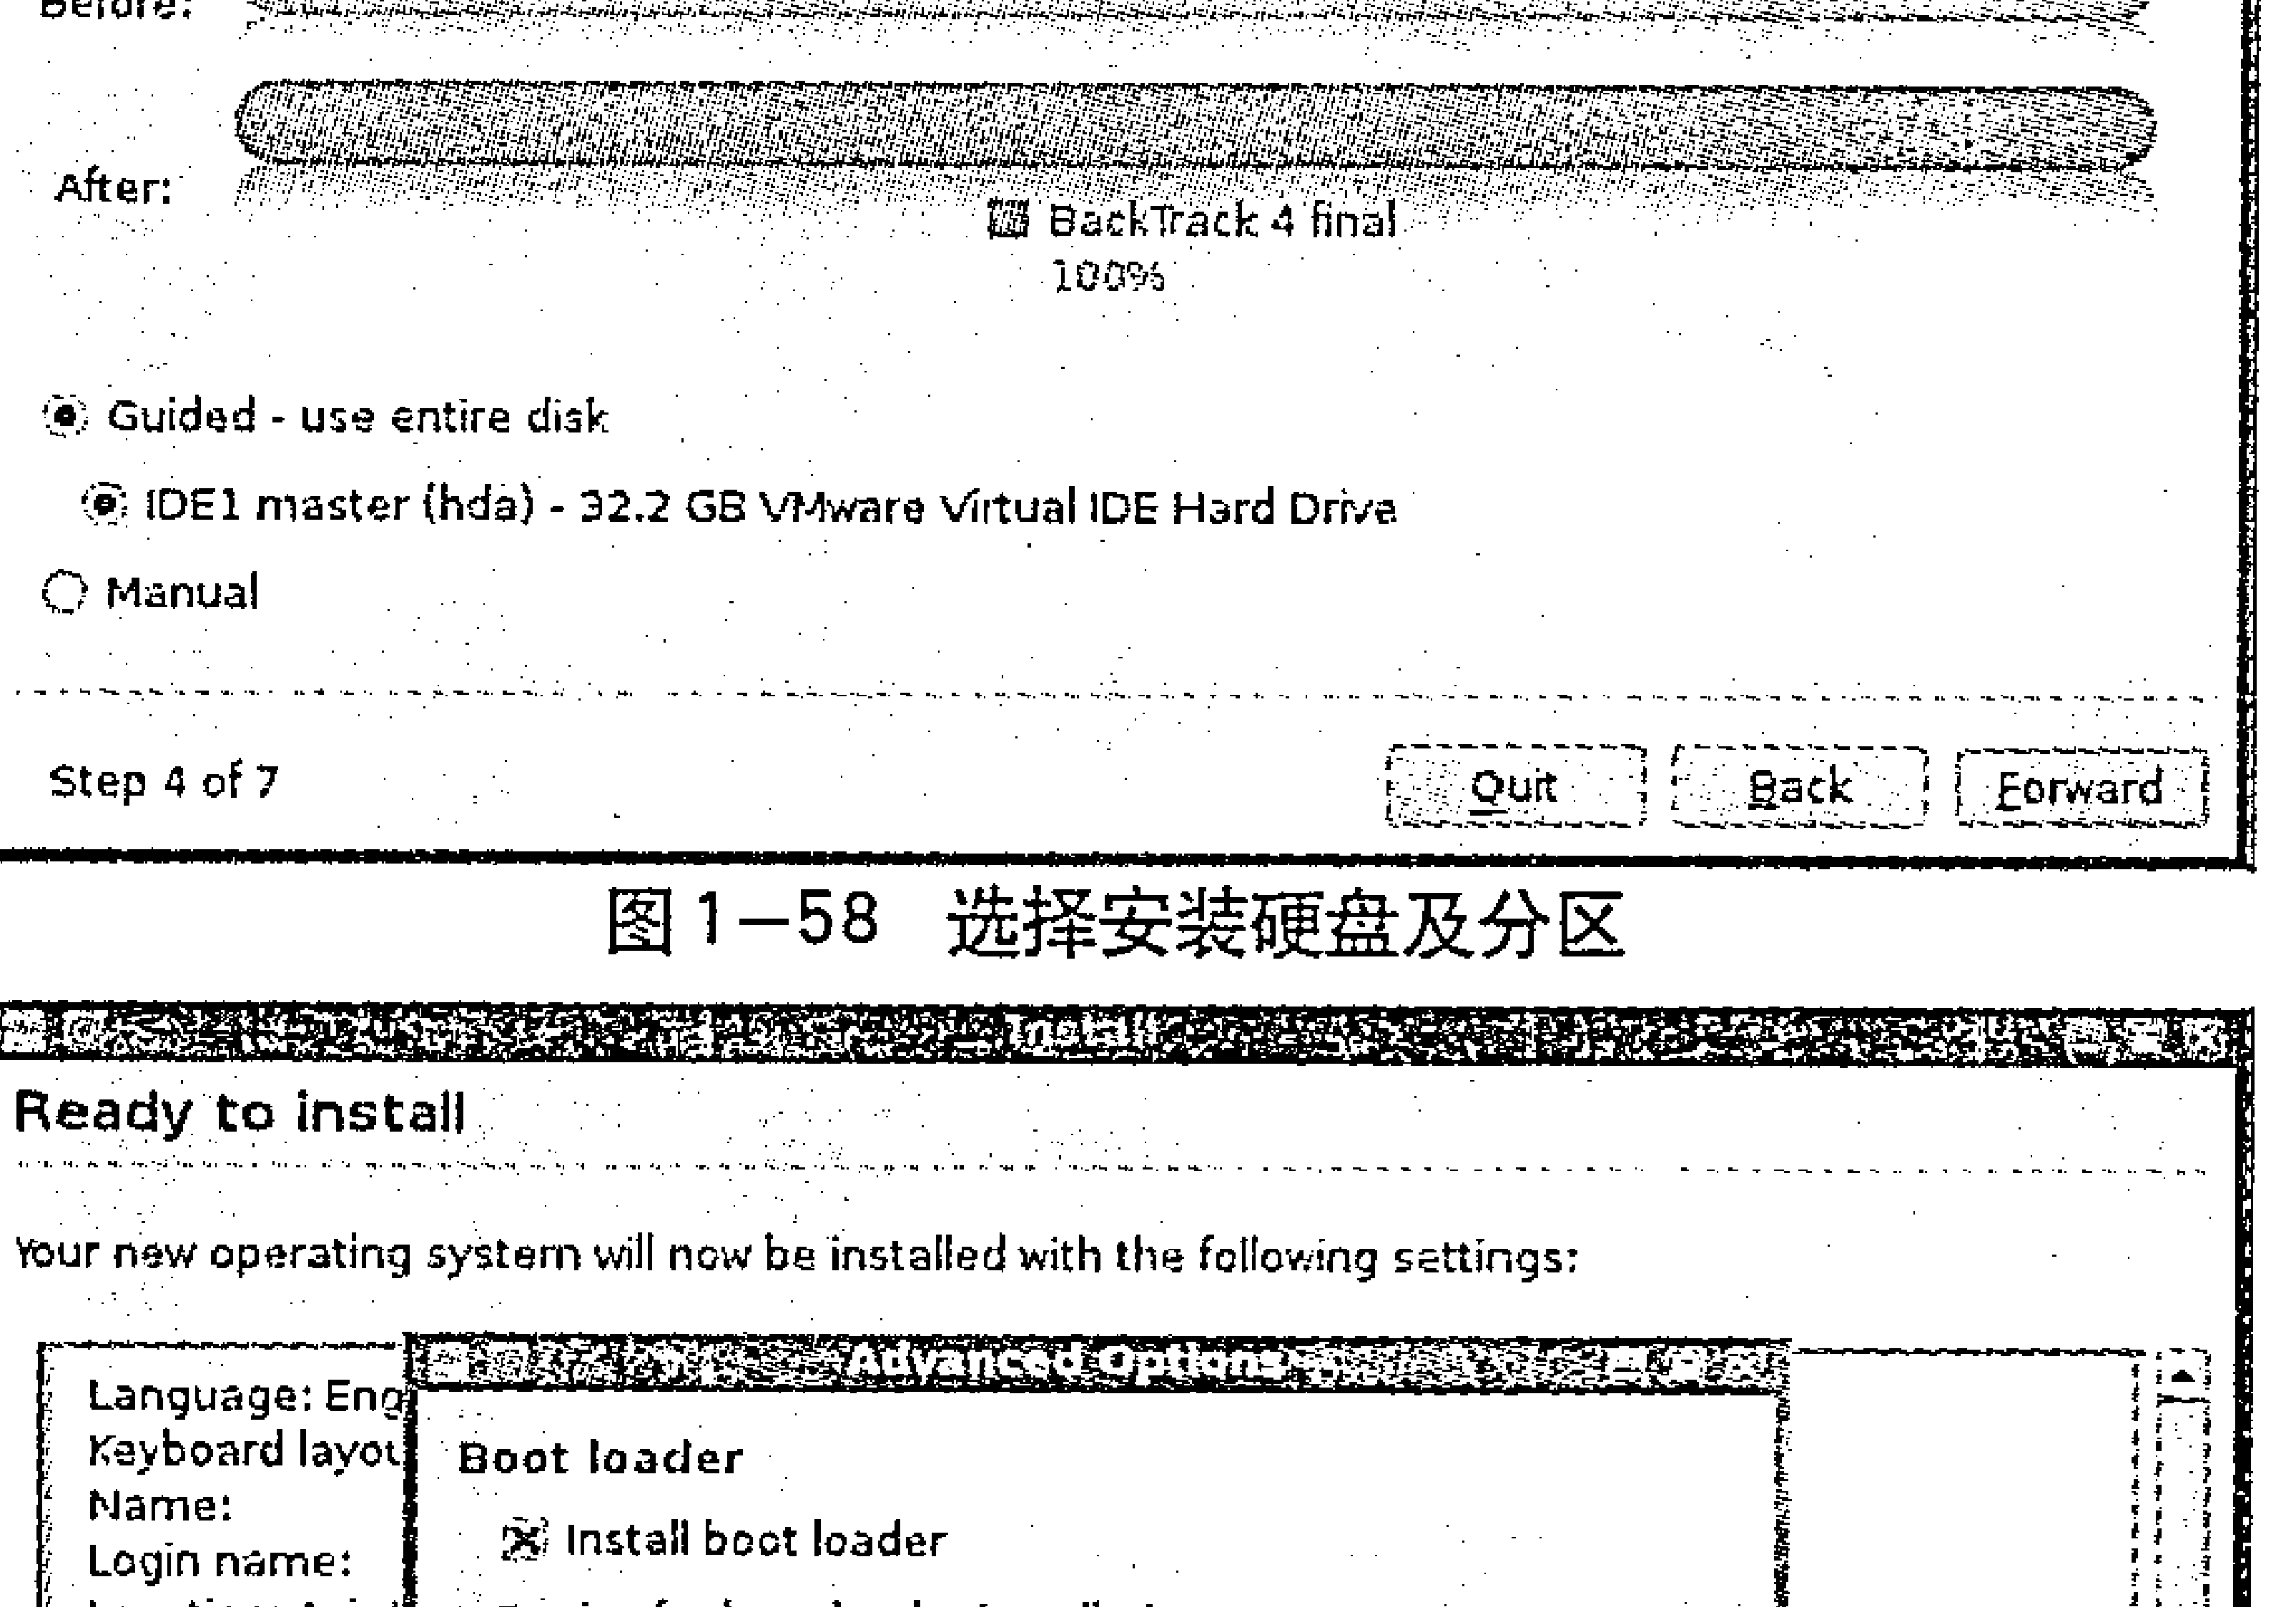 Before:
After:
BackTrack 4 final
100%
Guided - use entire disk
IDE1 master (hda) - 32.2 GB VMware Virtual IDE Hard Drive
Manual
Step 4 of 7
Quit Back Forward
图1-58 选择安装硬盘及分区
Install
Ready to install
Your new operating system will now be installed with the following settings:
Advanced Options
Language: Eng
Keyboard layou
Boot loader
Name:
Install boot loader
Login name: